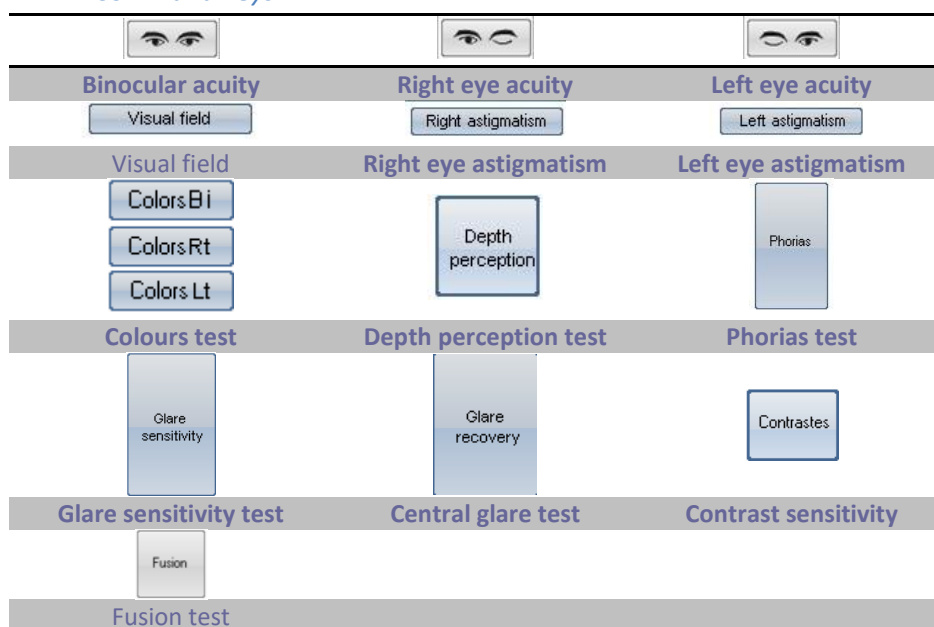 Binocular acuity Right eye acuity Left eye acuity
Visual field Right astigmatism Left astigmatism
Visual field Right eye astigmatism Left eye astigmatism
Colors Bi
Colors Rt
Colors Lt
Depth
perception
Phorias
Colours test Depth perception test Phorias test
Glare
sensitivity
Glare
recovery
Contrastes
Glare sensitivity test Central glare test Contrast sensitivity
Fusion
Fusion test